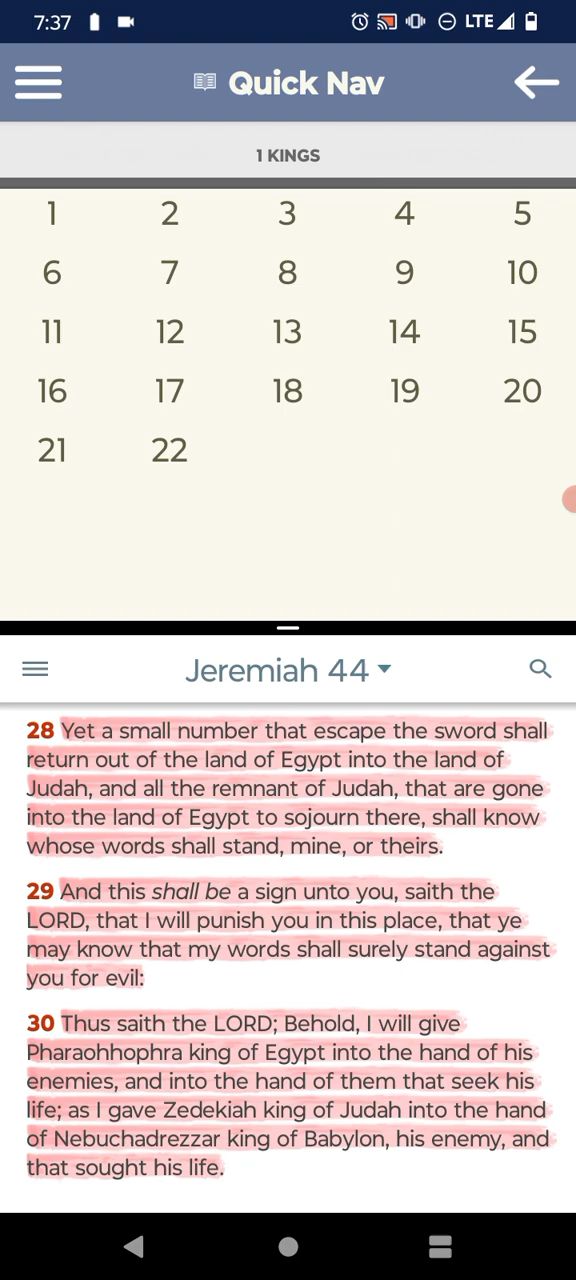 7:37 LTE
Quick Nav
1 KINGS
1 2 3 4 5
6 7 8 9 10
11 12 13 14 15
16 17 18 19 20
21 22
Jeremiah 44
28 Yet a small number that escape the sword shall
return out of the land of Egypt into the land of
Judah, and all the remnant of Judah, that are gone
into the land of Egypt to sojourn there, shall know
whose words shall stand, mine, or theirs.
29 And this shall be a sign unto you, saith the
LORD, that I will punish you in this place, that ye
may know that my words shall surely stand against
you for evil:
30 Thus saith the LORD; Behold, I will give
Pharaohhophra king of Egypt into the hand of his
enemies, and into the hand of them that seek his
life; as I gave Zedekiah king of Judah into the hand
of Nebuchadrezzar king of Babylon, his enemy, and
that sought his life.